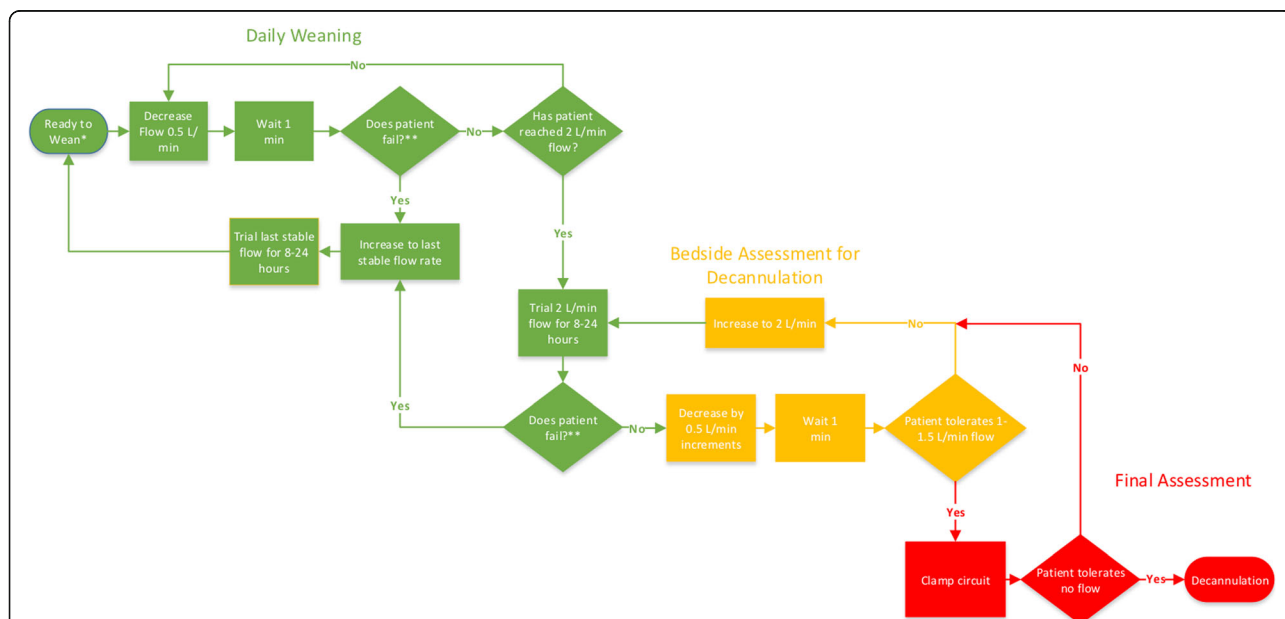 Daily Weaning
No
Ready to
Wean*
Decrease
Flow 0.5 L/
min
Wait 1
min
Does patient
fail?**
No
Has patient
reached 2 L/min
flow?
Yes
Yes
Trial last stable
flow for 8-24
hours
Increase to last
stable flow rate
Bedside Assessment for
Decannulation
Trial 2 L/min
flow for 8-24
hours
Increase to 2 L/min
No
No
Yes
Does patient
fail?**
No
Decrease by
0.5 L/min
increments
Wait 1
min
Patient tolerates 1-
1.5 L/min flow
Final Assessment
Yes
Clamp circuit
Patient tolerates
no flow
Yes
Decannulation